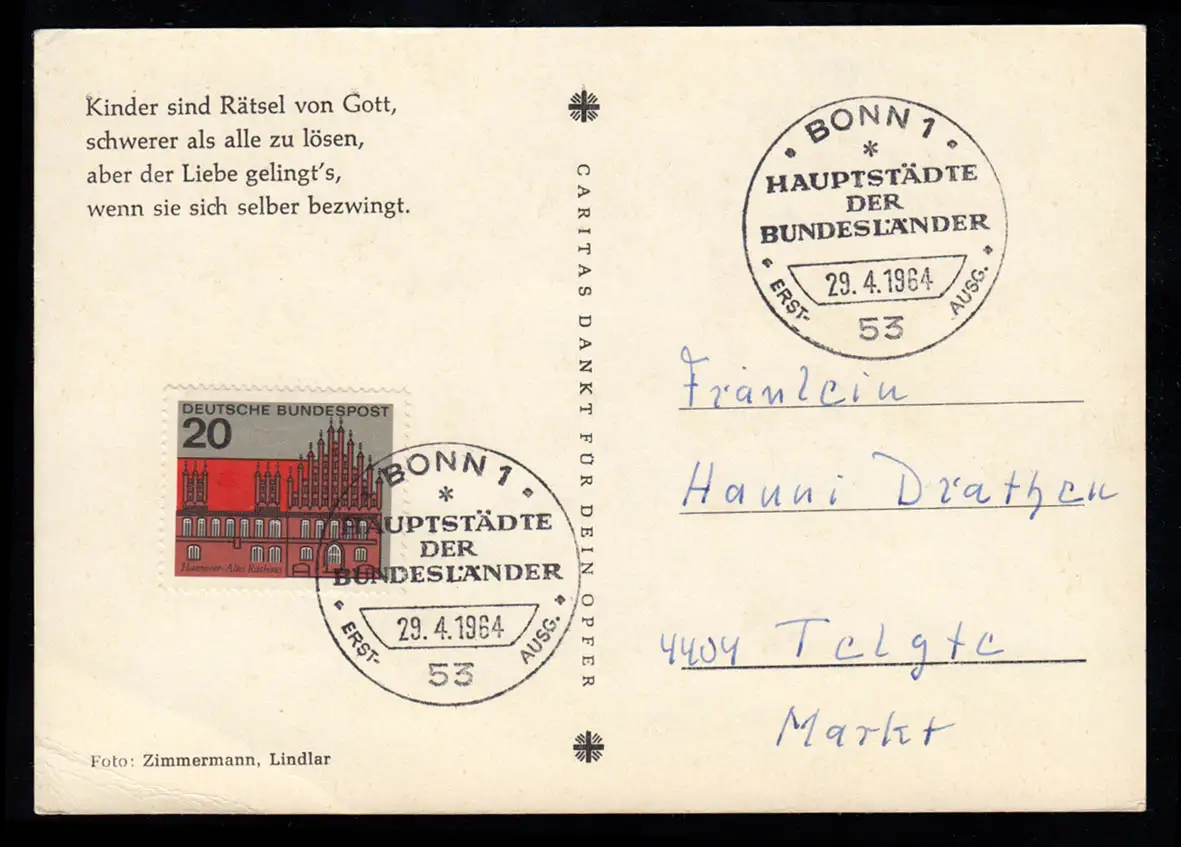 Kinder sind Rätsel von Gott,
schwerer als alle zu lösen,
aber der Liebe gelingt's,
wenn sie sich selber bezwingt.
DEUTSCHE BUNDESPOST
20
Hannover-Altes Rathaus
BONN 1
*
HAUPTSTÄDTE
DER
BUNDESLÄNDER
29.4.1964
ERST- AUSG.
53
Foto: Zimmermann, Lindlar
CARITAS DANKT FÜR DEIN OPFER
BONN 1
*
HAUPTSTÄDTE
DER
BUNDESLÄNDER
29.4.1964
ERST- AUSG.
53
Fräulein
Hanni Drathen
4404 Telgte
Markt